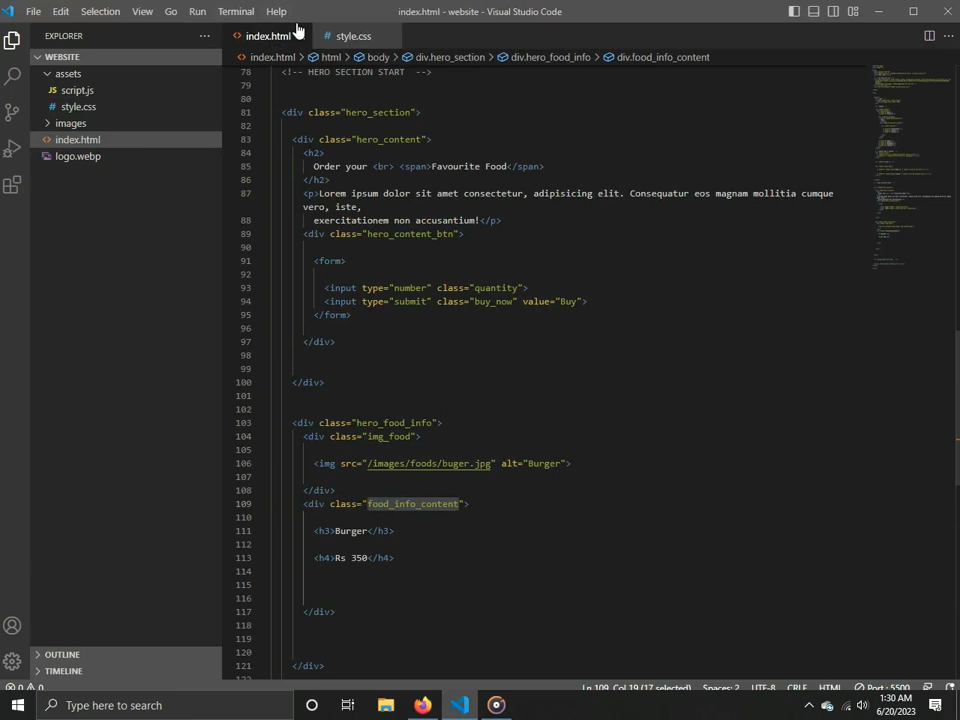 File Edit Selection View Go Run Terminal Help index.html - website - Visual Studio Code
EXPLORER
index.html
# style.css
WEBSITE
assets
JS script.js
# style.css
images
index.html
logo.webp
OUTLINE
TIMELINE
index.html > html > body > div.hero_section > div.hero_food_info > div.food_info_content
78 <!-- HERO SECTION START -->
79
80
81 <div class="hero_section">
82
83 <div class="hero_content">
84 <h2>
85 Order your <br> <span>Favourite Food</span>
86 </h2>
87 <p>Lorem ipsum dolor sit amet consectetur, adipisicing elit. Consequatur eos magnam mollitia cumque
vero, iste,
88 exercitationem non accusantium!</p>
89 <div class="hero_content_btn">
90
91 <form>
92
93 <input type="number" class="quantity">
94 <input type="submit" class="buy_now" value="Buy">
95 </form>
96
97 </div>
98
99
100 </div>
101
102
103 <div class="hero_food_info">
104 <div class="img_food">
105
106 <img src="/images/foods/buger.jpg" alt="Burger">
107
108 </div>
109 <div class="food_info_content">
110
111 <h3>Burger</h3>
112
113 <h4>Rs 350</h4>
114
115
116
117 </div>
118
119
120
121 </div>
0 0 Ln 109, Col 19 (17 selected) Spaces: 2 UTF-8 CRLF HTML Port : 5500
Type here to search
1:30 AM
6/20/2023